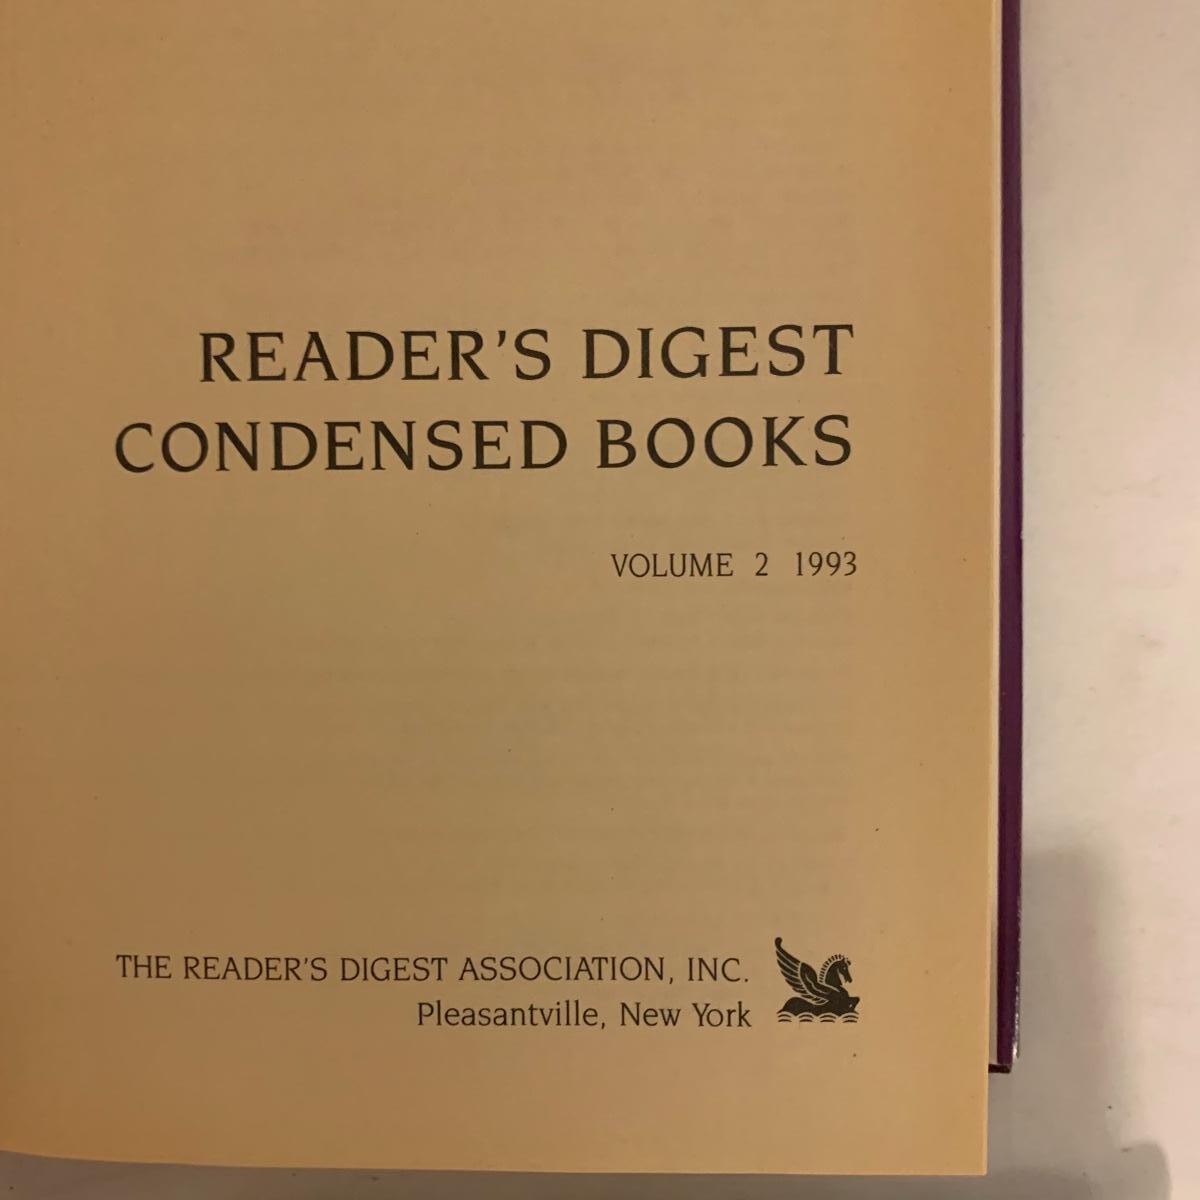 READER'S DIGEST
CONDENSED BOOKS
VOLUME 2 1993
THE READER'S DIGEST ASSOCIATION, INC.
Pleasantville, New York